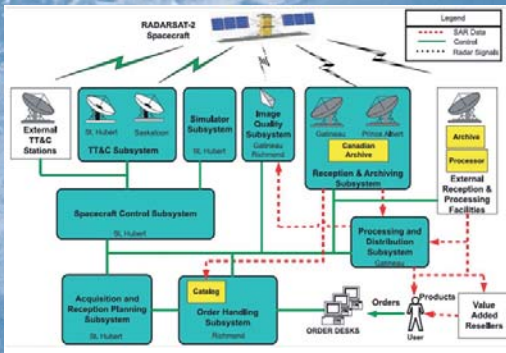 RADARSAT-2
Spacecraft
Legend
SAR Data
Control
Radar Signals
External
TT&C
Stations
St. Hubert
Saskatoon
TT&C Subsystem
Simulator
Subsystem
St. Hubert
Image
Quality
Subsystem
Gatineau
Richmond
Gatineau
Prince Albert
Canadian
Archive
Reception & Archiving
Subsystem
Archive
Processor
External
Reception &
Processing
Facilities
Spacecraft Control Subsystem
St. Hubert
Processing and
Distribution
Subsystem
Gatineau
Acquisition and
Reception Planning
Subsystem
St. Hubert
Catalog
Order Handling
Subsystem
Richmond
ORDER DESKS
Orders
Products
User
Value
Added
Resellers